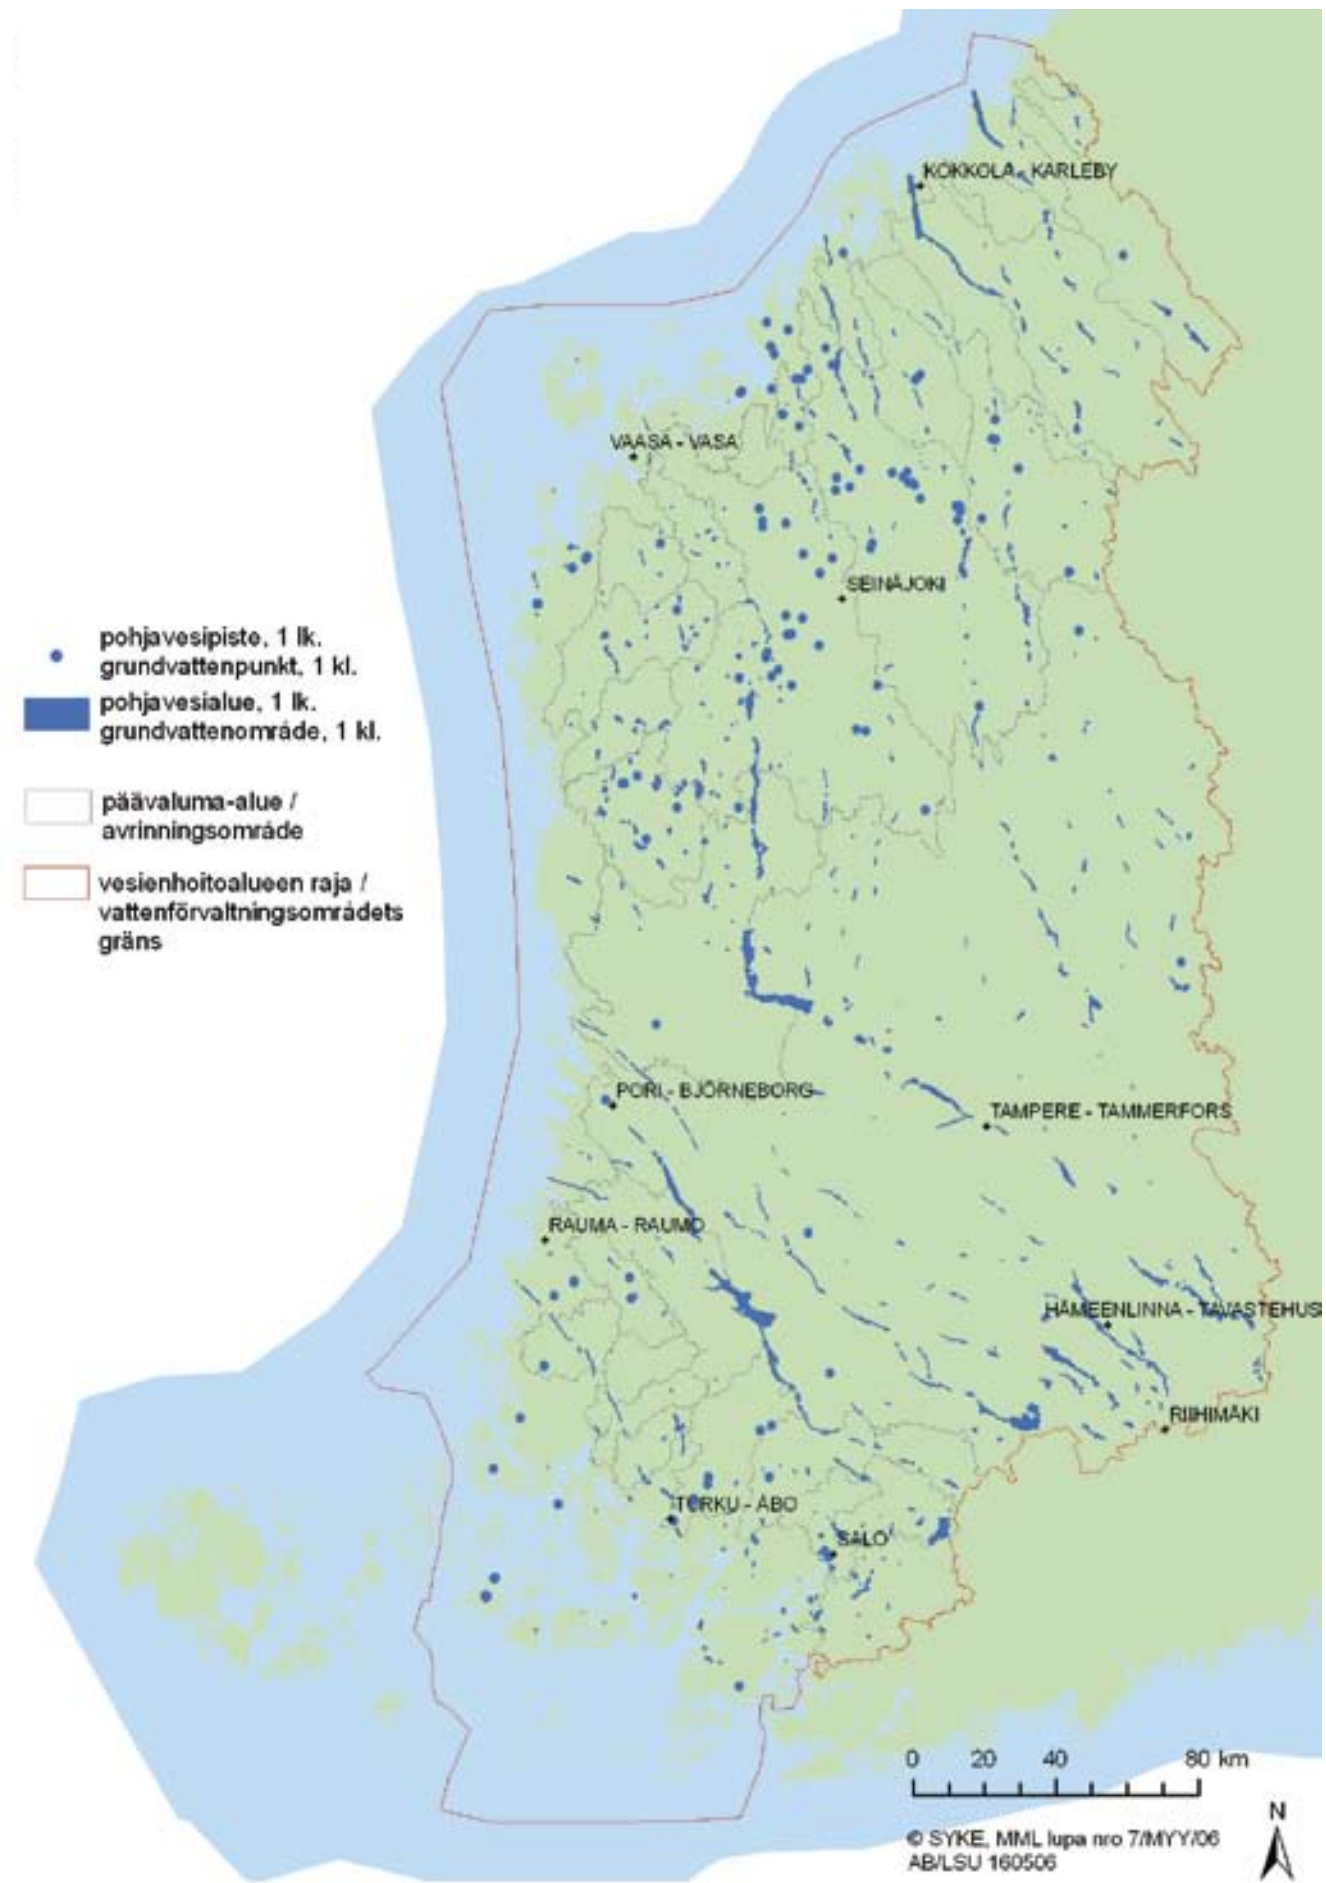 KOKKOLA - KARLEBY
VAASA - VASA
SEINÄJOKI
pohjavesipiste, 1 lk.
grundvattenpunkt, 1 kl.
pohjavesialue, 1 lk.
grundvattenområde, 1 kl.
päävaluma-alue /
avrinningsområde
vesienhoitoalueen raja /
vattenförvaltningsområdets
gräns
PORI - BJÖRNEBORG
TAMPERE - TAMMERFORS
RAUMA - RAUMO
HÄMEENLINNA - TAVASTEHUS
RIIHIMÄKI
TURKU - ÅBO
SALO
0 20 40 80 km
N
© SYKE, MML lupa nro 7/MYY/06
AB/LSU 160506